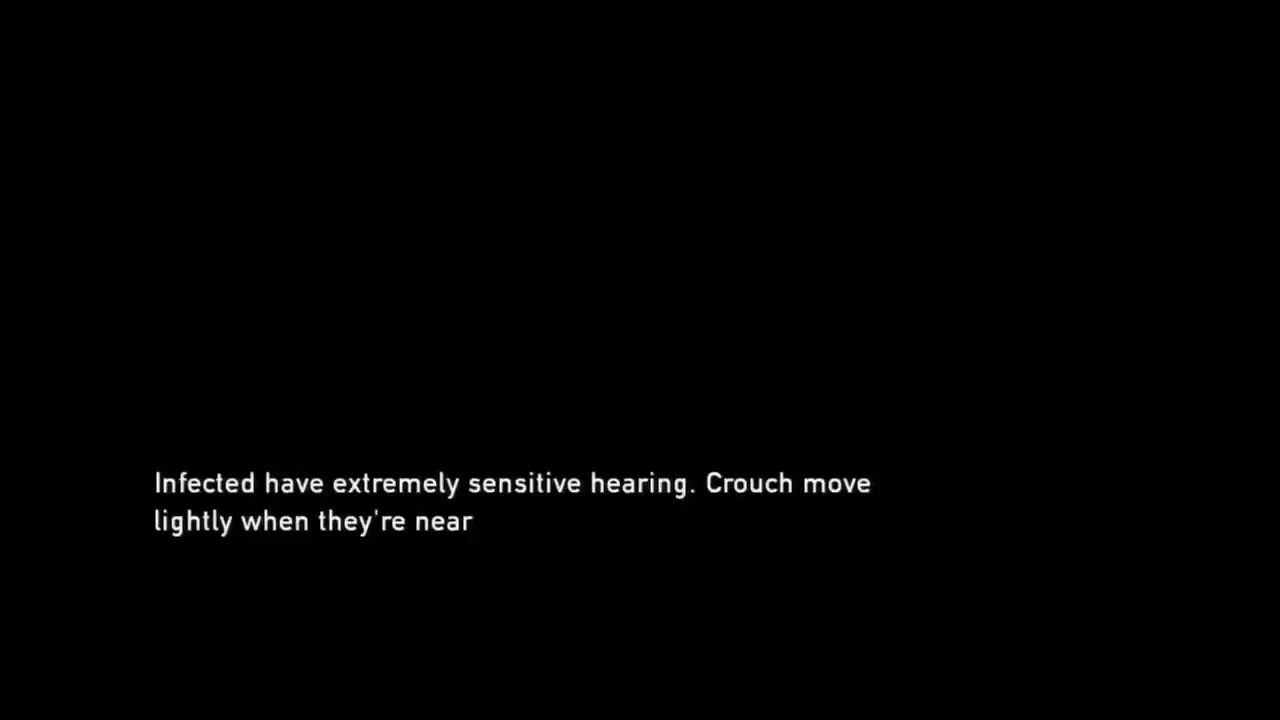 Infected have extremely sensitive hearing. Crouch move
lightly when they're near